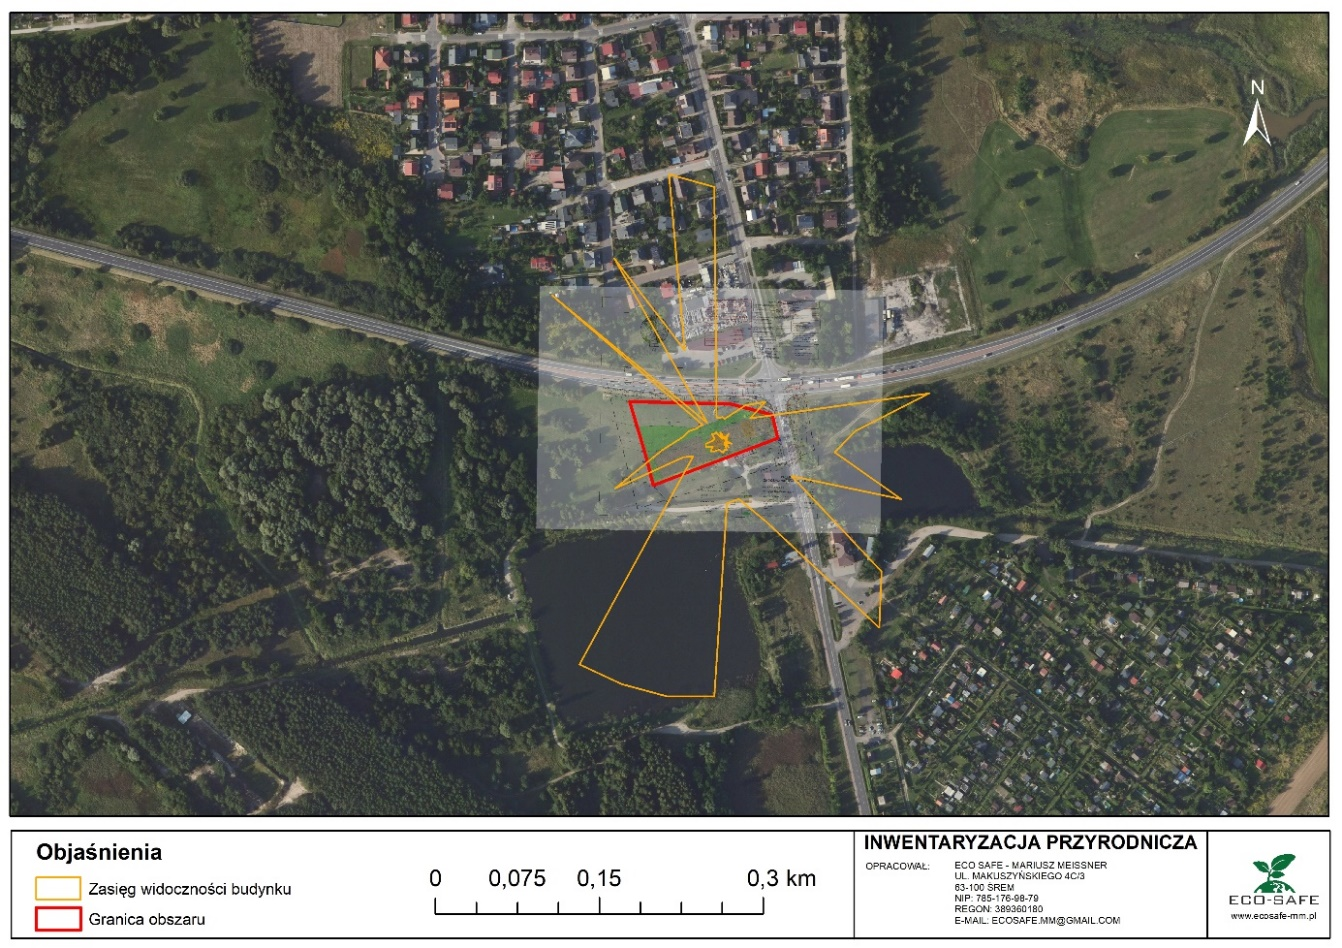 N
Objaśnienia
Zasięg widoczności budynku
Granica obszaru
0 0,075 0,15 0,3 km
INWENTARYZACJA PRZYRODNICZA
OPRACOWAŁ:
ECO SAFE - MARIUSZ MEISSNER
UL. MAKUSZYŃSKIEGO 4C/3
63-100 ŚREM
NIP: 785-176-98-79
REGON: 389360180
E-MAIL: ECOSAFE.MM@GMAIL.COM
ECO-SAFE
www.ecosafe-mm.pl